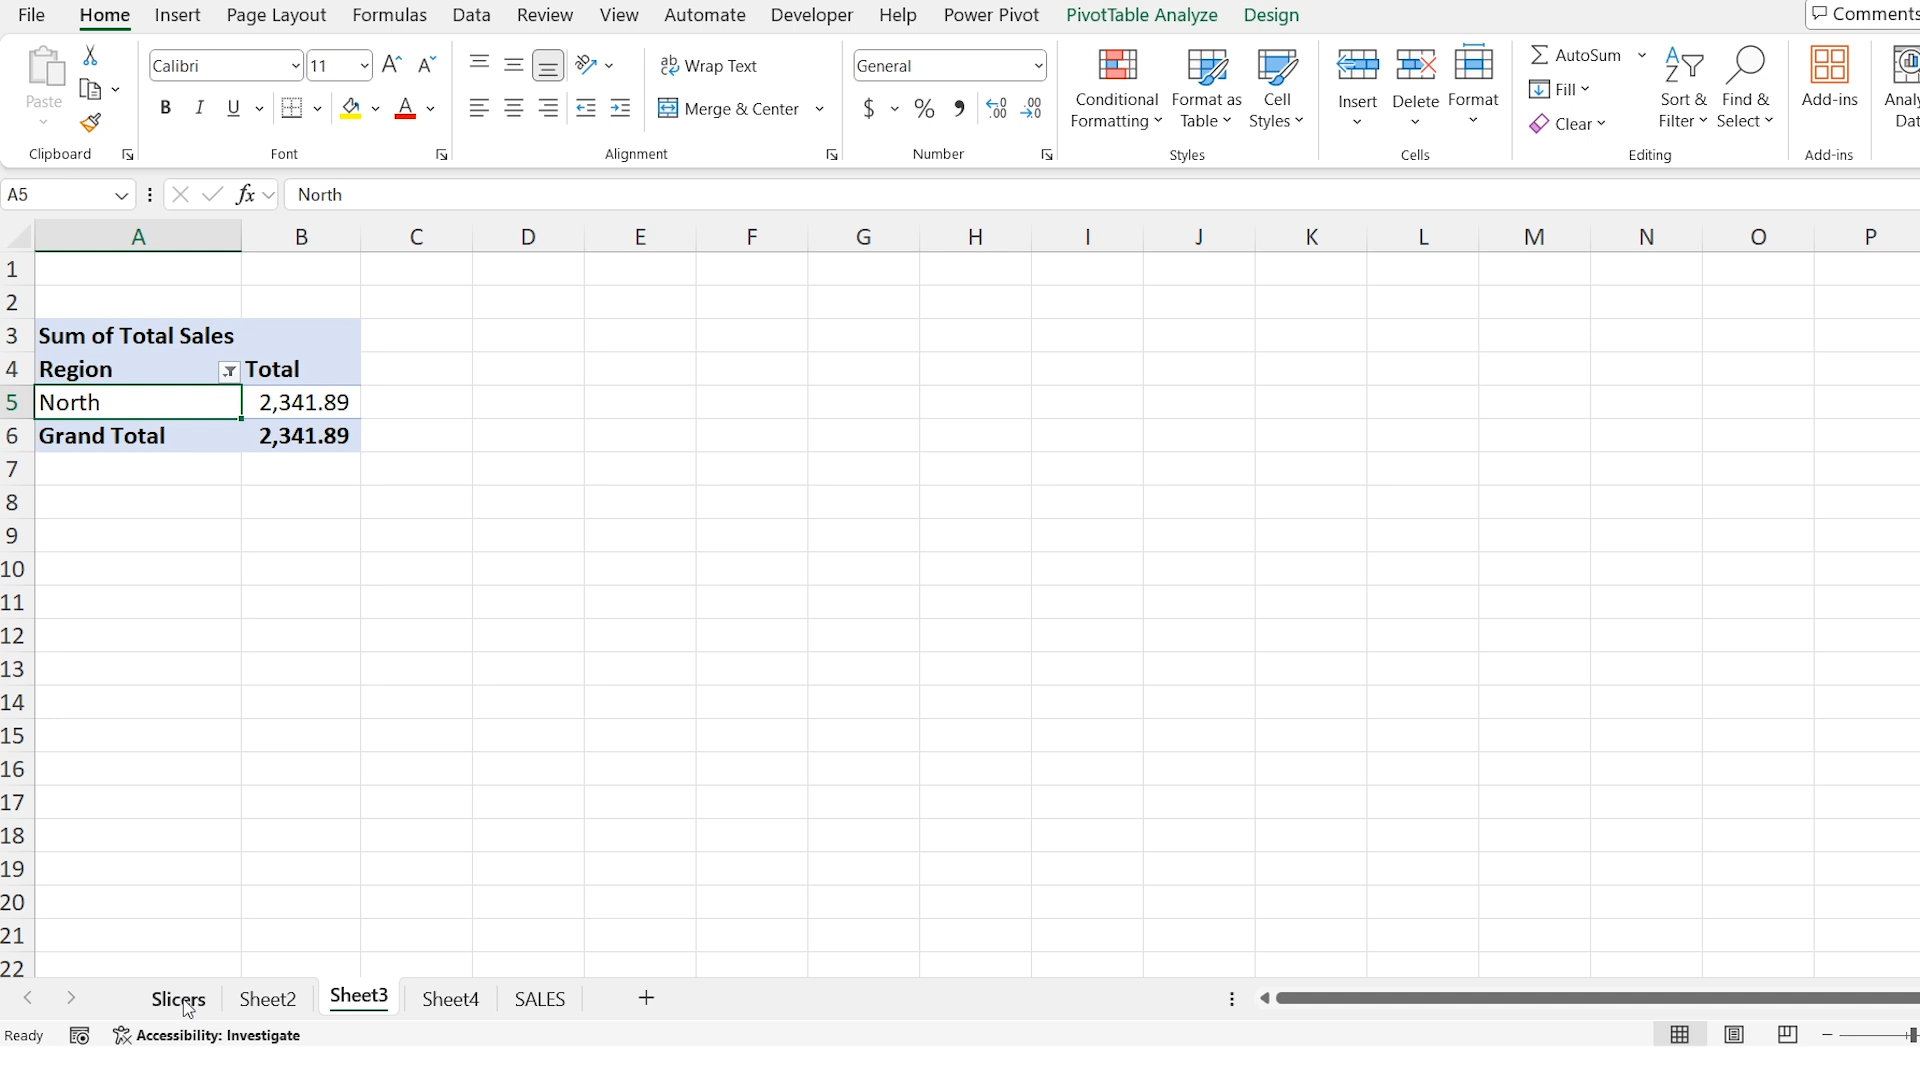 File Home Insert Page Layout Formulas Data Review View Automate Developer Help Power Pivot PivotTable Analyze Design Comments
Calibri 11 A A Wrap Text General AutoSum
Paste B I U A Merge & Center $ % , .00 .00 Conditional Formatting Format as Table Cell Styles Insert Delete Format Fill Clear Sort & Filter Find & Select Add-ins
Clipboard Font Alignment Number Styles Cells Editing Add-ins
A5 fx North
A B C D E F G H I J K L M N O P
1
2
3 Sum of Total Sales
4 Region Total
5 North 2,341.89
6 Grand Total 2,341.89
7
8
9
10
11
12
13
14
15
16
17
18
19
20
21
22
Slicers Sheet2 Sheet3 Sheet4 SALES +
Ready Accessibility: Investigate